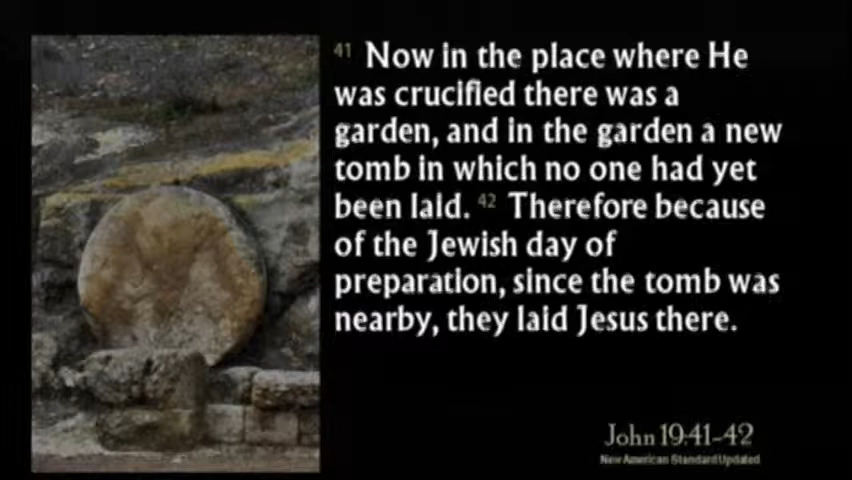 41 Now in the place where He
was crucified there was a
garden, and in the garden a new
tomb in which no one had yet
been laid. 42 Therefore because
of the Jewish day of
preparation, since the tomb was
nearby, they laid Jesus there.
John 19:41-42
New American Standard Updated